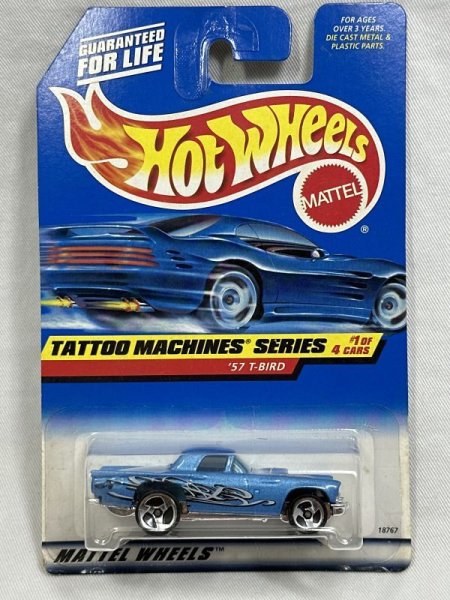 GUARANTEED
FOR LIFE
FOR AGES
OVER 3 YEARS.
DIE CAST METAL &
PLASTIC PARTS.
HOT WHEELS
MATTEL
®
TATTOO MACHINES® SERIES
#1 OF
4 CARS
'57 T-BIRD
18767
MATTEL WHEELS™